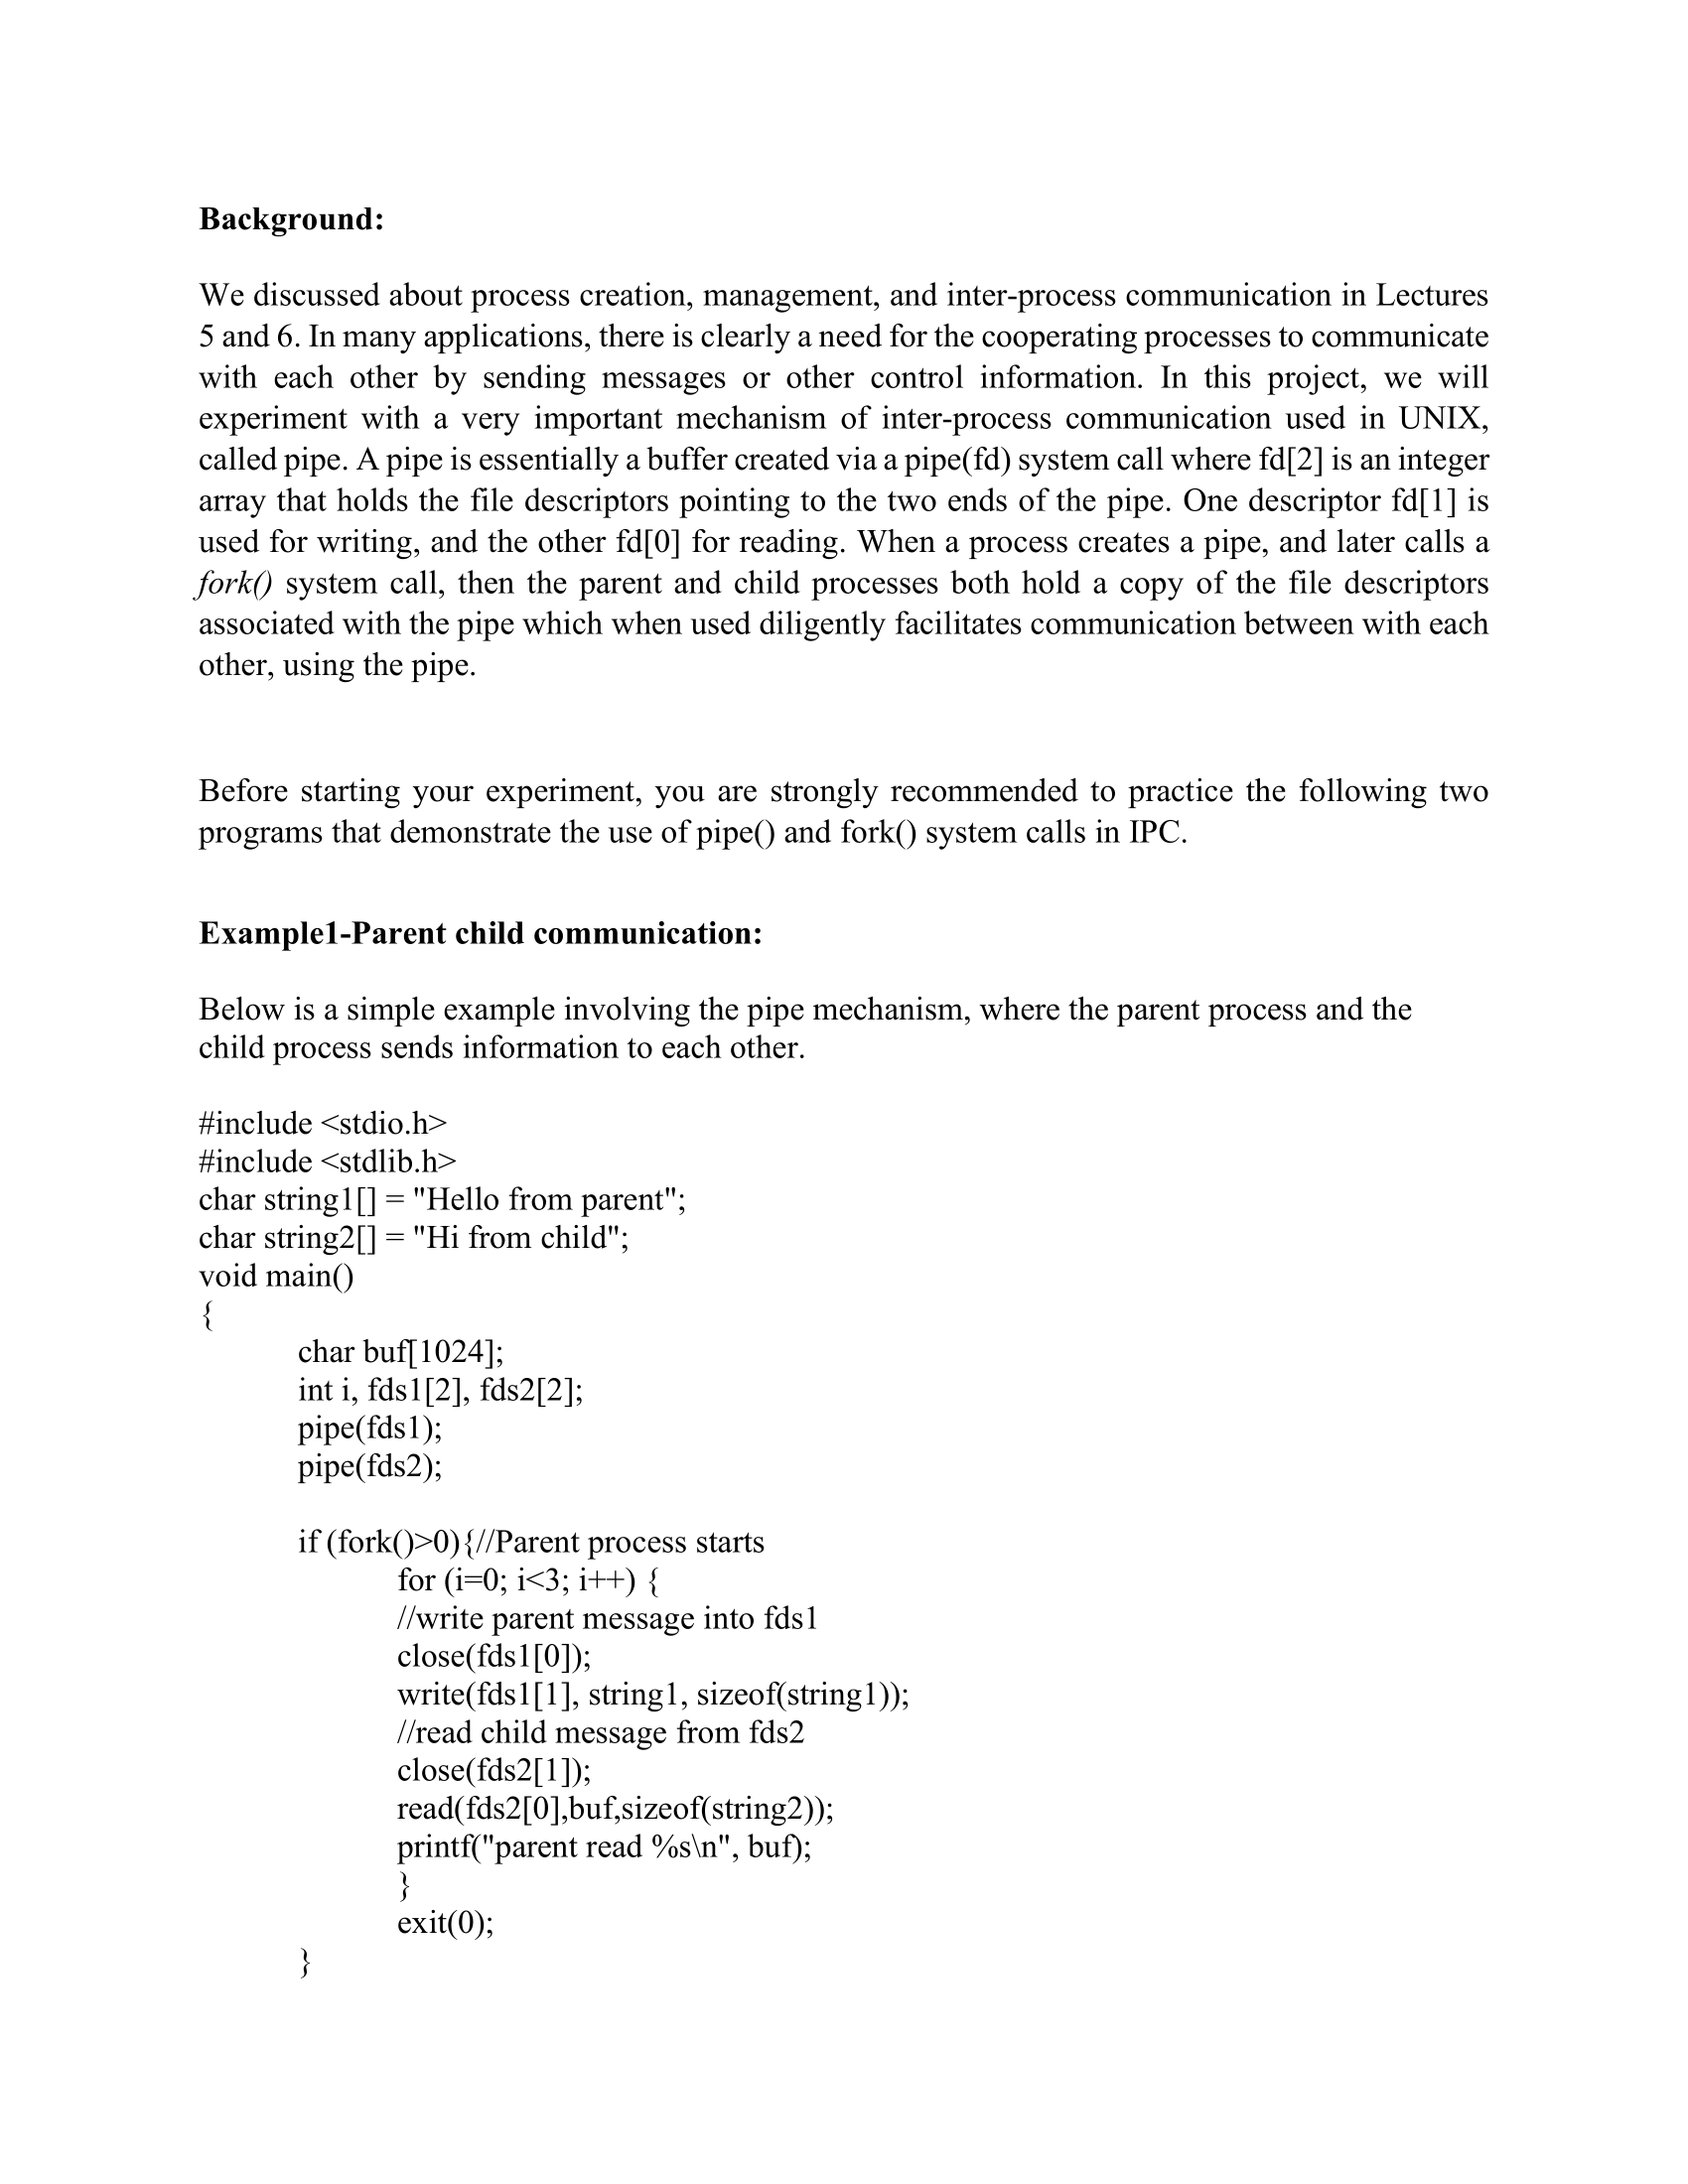 Background:
We discussed about process creation, management, and inter-process communication in Lectures
5 and 6. In many applications, there is clearly a need for the cooperating processes to communicate
with each other by sending messages or other control information. In this project, we will
experiment with a very important mechanism of inter-process communication used in UNIX,
called pipe. A pipe is essentially a buffer created via a pipe(fd) system call where fd[2] is an integer
array that holds the file descriptors pointing to the two ends of the pipe. One descriptor fd[1] is
used for writing, and the other fd[0] for reading. When a process creates a pipe, and later calls a
fork() system call, then the parent and child processes both hold a copy of the file descriptors
associated with the pipe which when used diligently facilitates communication between with each
other, using the pipe.
Before starting your experiment, you are strongly recommended to practice the following two
programs that demonstrate the use of pipe() and fork() system calls in IPC.
Example1-Parent child communication:
Below is a simple example involving the pipe mechanism, where the parent process and the
child process sends information to each other.
#include <stdio.h>
#include <stdlib.h>
char string1[] = "Hello from parent";
char string2[] = "Hi from child";
void main()
{
char buf[1024];
int i, fds1[2], fds2[2];
pipe(fds1);
pipe(fds2);
if (fork()>0){//Parent process starts
for (i=0; i<3; i++) {
//write parent message into fds1
close(fds1[0]);
write(fds1[1], string1, sizeof(string1));
//read child message from fds2
close(fds2[1]);
read(fds2[0],buf,sizeof(string2));
printf("parent read %s\n", buf);
}
exit(0);
}